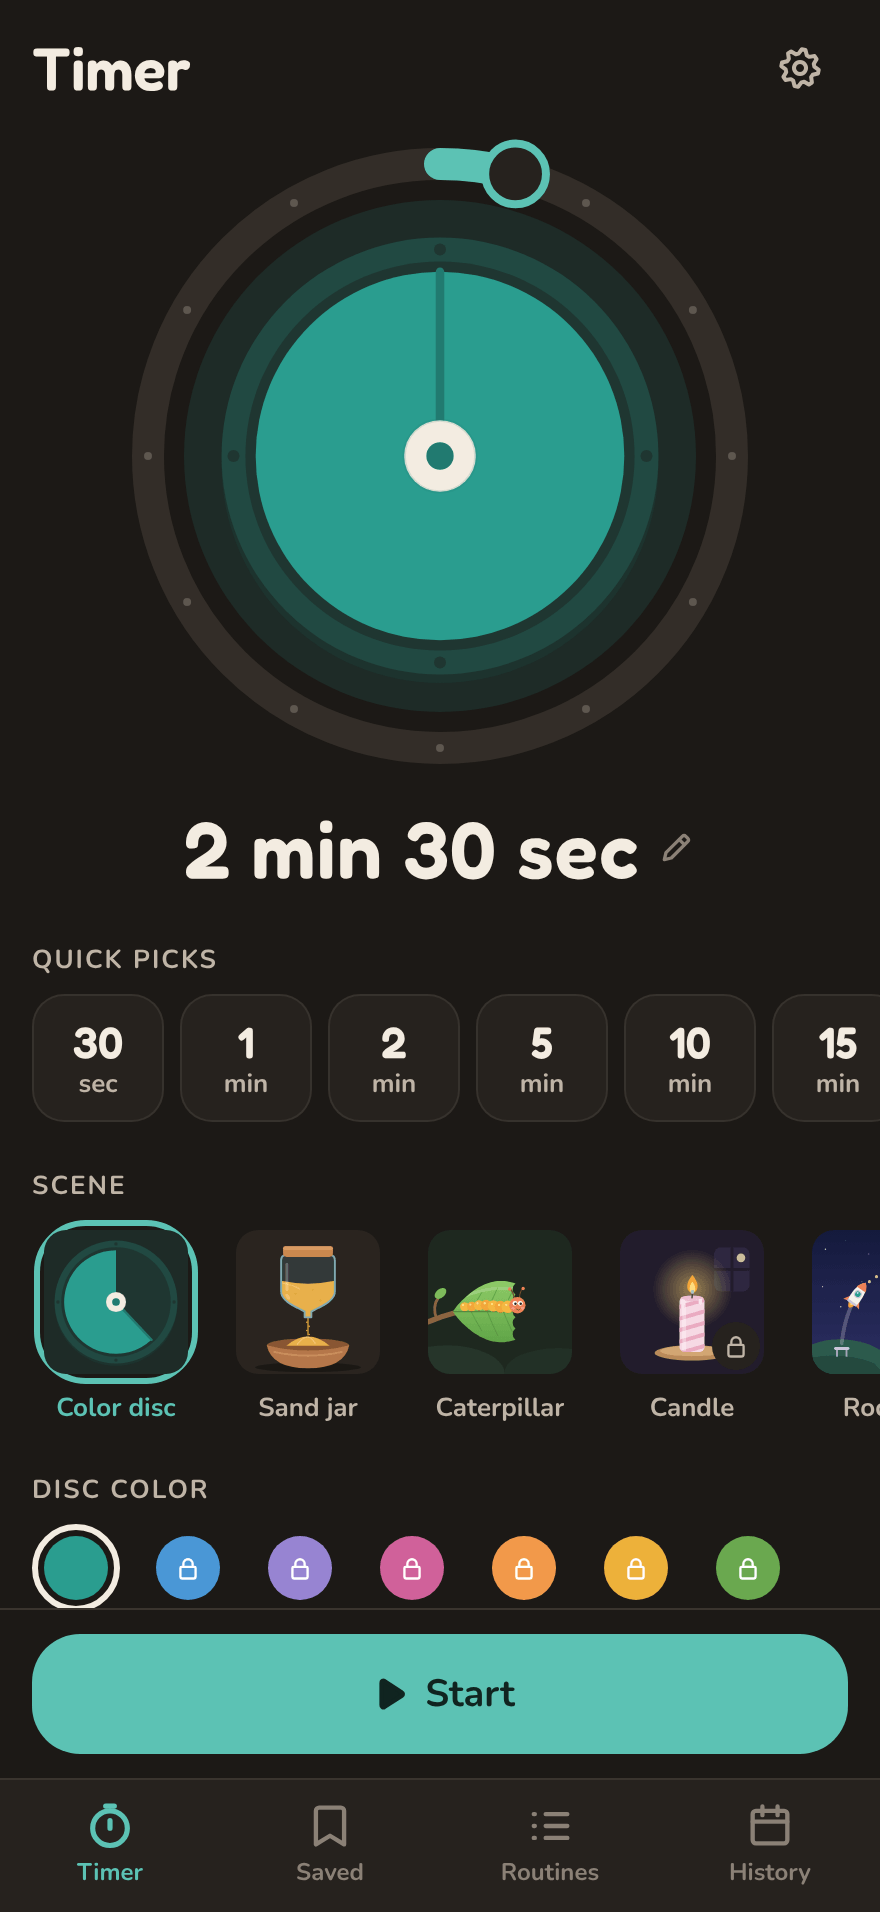 Timer
2 min 30 sec
QUICK PICKS
30 1 2 5 10 15
sec min min min min min
SCENE
Color disc Sand jar Caterpillar Candle
DISC COLOR
Start
Timer Saved Routines History